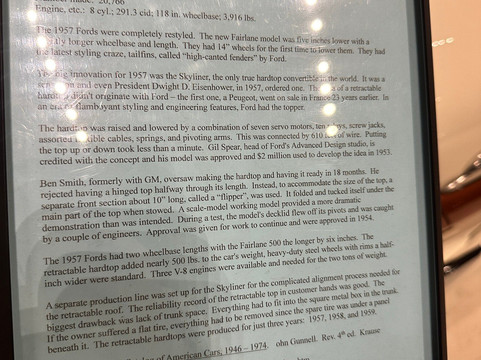 made: 20,766
Engine, etc.: 8 cyl.; 291.3 cid; 118 in. wheelbase; 3,916 lbs.
The 1957 Fords were completely restyled. The new Fairlane model was five inches lower with a
longer wheelbase and length. They had 14" wheels for the first time to lower them. They had
the latest styling craze, tailfins, called "high-canted fenders" by Ford.
The big innovation for 1957 was the Skyliner, the only true hardtop convertible in the world. It was a
and even President Dwight D. Eisenhower, in 1957, ordered one. The of a retractable
hardtop didn't originate with Ford – the first one, a Peugeot, went on sale in France 23 years earlier. In
an era of flamboyant styling and engineering features, Ford had the topper.
The hardtop was raised and lowered by a combination of seven servo motors, ten relays, screw jacks,
assorted cables, springs, and pivoting arms. This was connected by 610 feet of wire. Putting
the top up or down took less than a minute. Gil Spear, head of Ford's Advanced Design studio, is
credited with the concept and his model was approved and $2 million used to develop the idea in 1953.
Ben Smith, formerly with GM, oversaw making the hardtop and having it ready in 18 months. He
rejected having a hinged top halfway through its length. Instead, to accommodate the size of the top, a
separate front section about 10" long, called a "flipper", was used. It folded and tucked itself under the
main part of the top when stowed. A scale-model working model provided a more dramatic
demonstration than was intended. During a test, the model's decklid flew off its pivots and was caught
by a couple of engineers. Approval was given for work to continue and were approved in 1954.
The 1957 Fords had two wheelbase lengths with the Fairlane 500 the longer by six inches. The
retractable hardtop added nearly 500 lbs. to the car's weight, heavy-duty steel wheels with rims a half-
inch wider were standard. Three V-8 engines were available and needed for the two tons of weight.
A separate production line was set up for the Skyliner for the complicated alignment process needed for
the retractable roof. The reliability record of the retractable top in customer hands was good. The
biggest drawback was lack of trunk space. Everything had to fit into the square metal box in the trunk.
If the owner suffered a flat tire, everything had to be removed since the spare tire was under a panel
beneath it. The retractable hardtops were produced for just three years: 1957, 1958, and 1959.
of American Cars, 1946 – 1974. ohn Gunnell. Rev. 4th ed. Krause